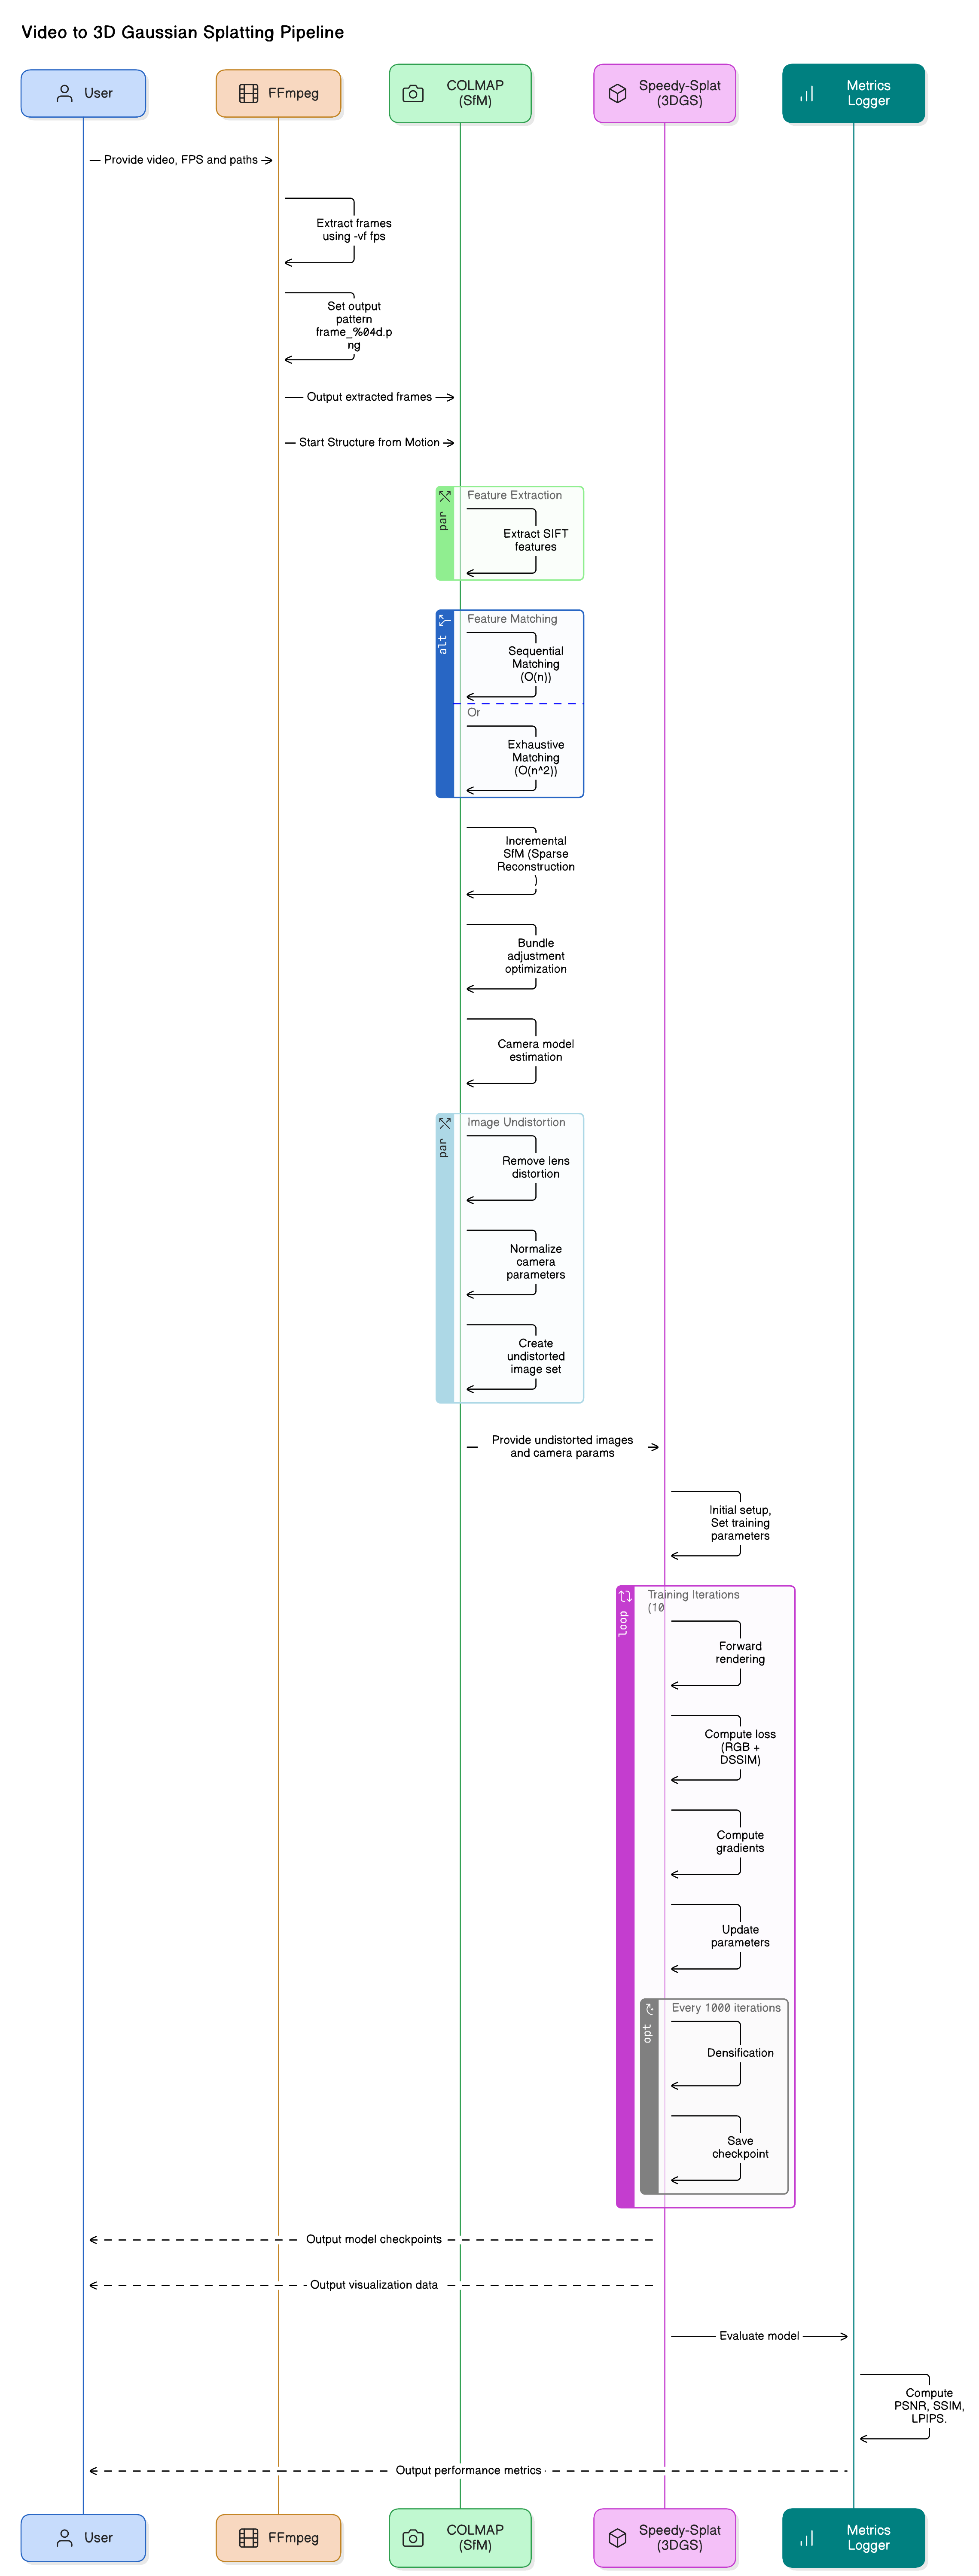 Video to 3D Gaussian Splatting Pipeline
User
FFmpeg
COLMAP
(SfM)
Speedy-Splat
(3DGS)
Metrics
Logger
Provide video, FPS and paths
Extract frames
using -vf fps
Set output
pattern
frame_%04d.p
ng
Output extracted frames
Start Structure from Motion
par
Feature Extraction
Extract SIFT
features
alt
Feature Matching
Sequential
Matching
(O(n))
Or
Exhaustive
Matching
(O(n^2))
Incremental
SfM (Sparse
Reconstruction
)
Bundle
adjustment
optimization
Camera model
estimation
par
Image Undistortion
Remove lens
distortion
Normalize
camera
parameters
Create
undistorted
image set
Provide undistorted images
and camera params
Initial setup,
Set training
parameters
loop
Training Iterations
(10
Forward
rendering
Compute loss
(RGB +
DSSIM)
Compute
gradients
Update
parameters
opt
Every 1000 iterations
Densification
Save
checkpoint
Output model checkpoints
Output visualization data
Evaluate model
Compute
PSNR, SSIM,
LPIPS.
Output performance metrics
User
FFmpeg
COLMAP
(SfM)
Speedy-Splat
(3DGS)
Metrics
Logger